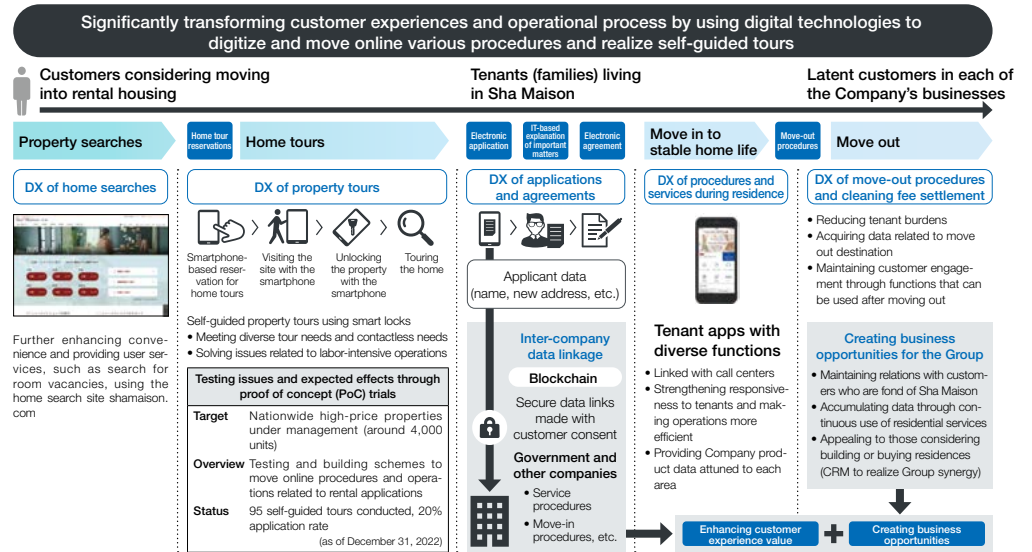 Significantly transforming customer experiences and operational process by using digital technologies to
digitize and move online various procedures and realize self-guided tours
Customers considering moving
into rental housing
Tenants (families) living
in Sha Maison
Latent customers in each of
the Company's businesses
Property searches
Home tour
reservations
Home tours
Electronic
application
IT-based
explanation
of important
matters
Electronic
agreement
Move in to
stable home life
Move-out
procedures
Move out
DX of home searches
Further enhancing conve-
nience and providing user ser-
vices, such as search for
room vacancies, using the
home search site shamaison.
com
DX of property tours
Smartphone-
based reser-
vation for
home tours
Visiting the
site with the
smartphone
Unlocking
the property
with the
smartphone
Touring
the home
Self-guided property tours using smart locks
• Meeting diverse tour needs and contactless needs
• Solving issues related to labor-intensive operations
Testing issues and expected effects through
proof of concept (PoC) trials
Target Nationwide high-price properties
under management (around 4,000
units)
Overview Testing and building schemes to
move online procedures and opera-
tions related to rental applications
Status 95 self-guided tours conducted, 20%
application rate
(as of December 31, 2022)
DX of applications
and agreements
Applicant data
(name, new address, etc.)
Inter-company
data linkage
Blockchain
Secure data links
made with
customer consent
Government and
other companies
• Service
procedures
• Move-in
procedures, etc.
DX of procedures and
services during residence
Tenant apps with
diverse functions
• Linked with call centers
• Strengthening responsive-
ness to tenants and mak-
ing operations more
efficient
• Providing Company prod-
uct data attuned to each
area
DX of move-out procedures
and cleaning fee settlement
• Reducing tenant burdens
• Acquiring data related to move
out destination
• Maintaining customer engage-
ment through functions that can
be used after moving out
Creating business
opportunities for the Group
• Maintaining relations with custom-
ers who are fond of Sha Maison
• Accumulating data through con-
tinuous use of residential services
• Appealing to those considering
building or buying residences
(CRM to realize Group synergy)
Enhancing customer
experience value
Creating business
opportunities